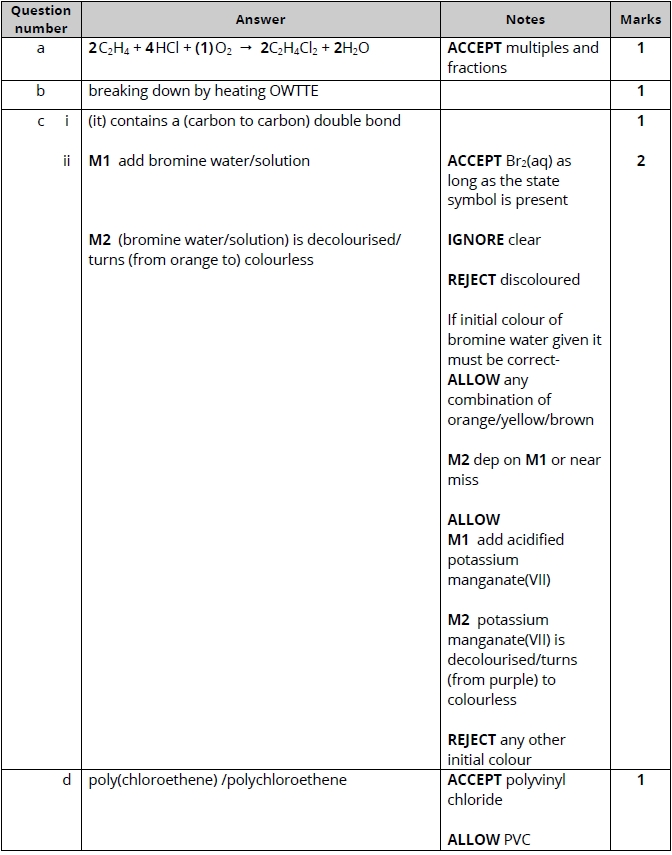 Question number Answer Notes Marks
a 2C₂H₄ + 4HCl + (1)O₂ → 2C₂H₄Cl₂ + 2H₂O ACCEPT multiples and 1
fractions
b breaking down by heating OWTTE 1
c i (it) contains a (carbon to carbon) double bond 1
ii M1 add bromine water/solution ACCEPT Br₂(aq) as 2
long as the state
symbol is present
M2 (bromine water/solution) is decolourised/ IGNORE clear
turns (from orange to) colourless
REJECT discoloured
If initial colour of
bromine water given it
must be correct-
ALLOW any
combination of
orange/yellow/brown
M2 dep on M1 or near
miss
ALLOW
M1 add acidified
potassium
manganate(VII)
M2 potassium
manganate(VII) is
decolourised/turns
(from purple) to
colourless
REJECT any other
initial colour
d poly(chloroethene) /polychloroethene ACCEPT polyvinyl 1
chloride
ALLOW PVC